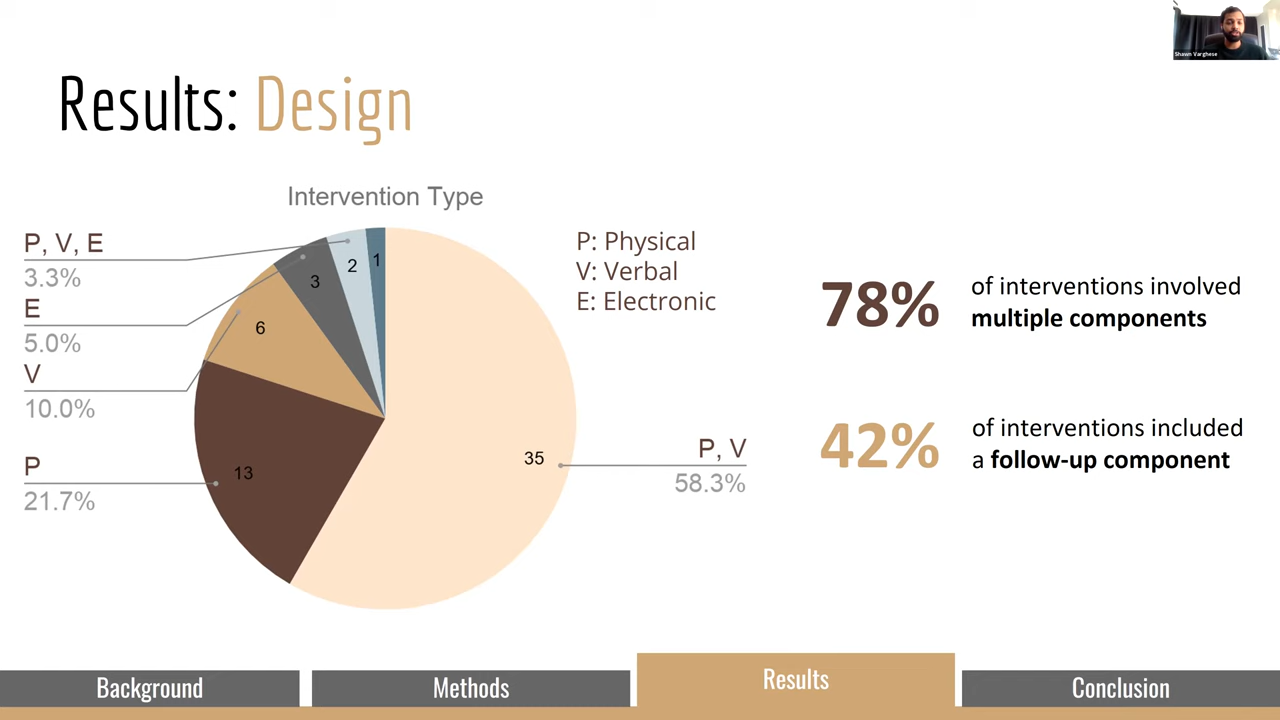 Shawn Varghese
Results: Design
Intervention Type
P, V, E
3.3%
E
5.0%
V
10.0%
P
21.7%
1
2
3
6
13
35
P, V
58.3%
P: Physical
V: Verbal
E: Electronic
78%
of interventions involved
multiple components
42%
of interventions included
a follow-up component
Background
Methods
Results
Conclusion